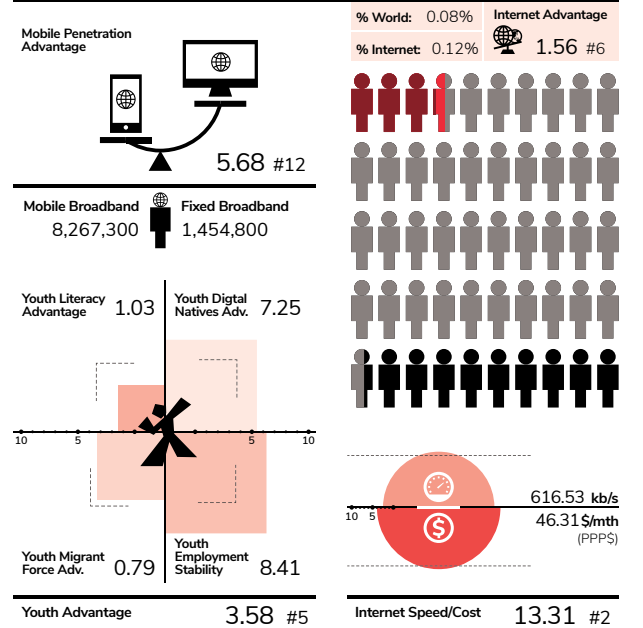 Mobile Penetration
Advantage
5.68 #12
Mobile Broadband
8,267,300
Fixed Broadband
1,454,800
Youth Literacy
Advantage
1.03
Youth Digtal
Natives Adv.
7.25
10 5 5 10
Youth Migrant
Force Adv.
0.79
Youth
Employment
Stability
8.41
Youth Advantage 3.58 #5
% World: 0.08%
% Internet: 0.12%
Internet Advantage
1.56 #6
10 5
616.53 kb/s
$
46.31 $/mth
(PPP$)
Internet Speed/Cost 13.31 #2